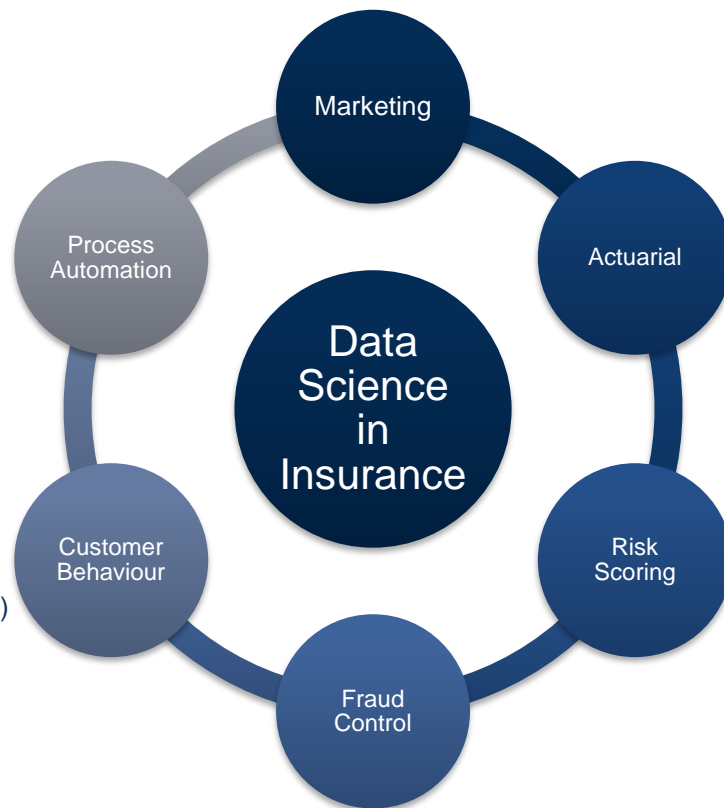 Marketing
Process
Automation
Actuarial
Data
Science
in
Insurance
Customer
Behaviour
Risk
Scoring
)
Fraud
Control